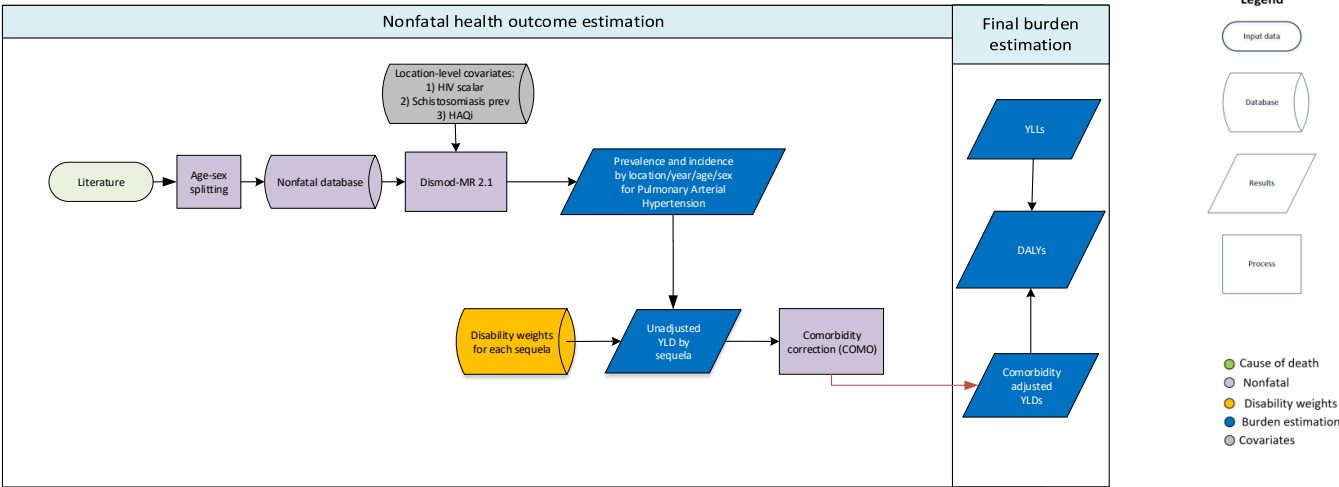 Nonfatal health outcome estimation
Final burden
estimation
Legend
Location-level covariates:
1) HIV scalar
2) Schistosomiasis prev
3) HAQi
Literature
Age-sex
splitting
Nonfatal database
Dismod-MR 2.1
Prevalence and incidence
by location/year/age/sex
for Pulmonary Arterial
Hypertension
Disability weights
for each sequela
Unadjusted
YLD by
sequela
Comorbidity
correction (COMO)
YLLs
DALYs
Comorbidity
adjusted
YLDs
Input data
Database
Results
Process
Cause of death
Nonfatal
Disability weights
Burden estimation
Covariates